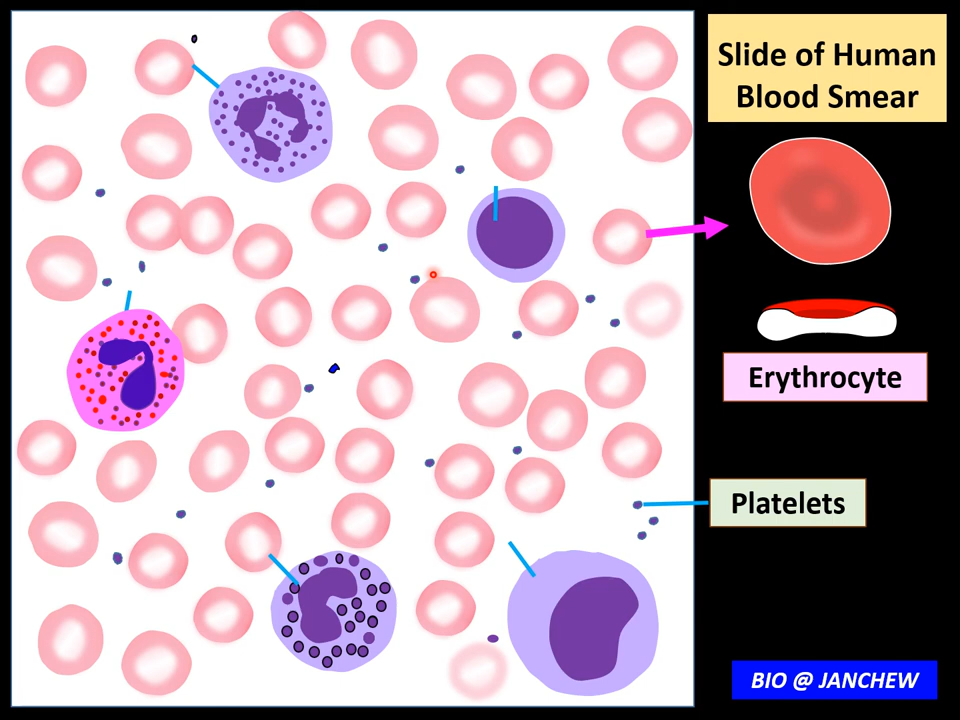 Slide of Human
Blood Smear
Erythrocyte
Platelets
BIO @ JANCHEW